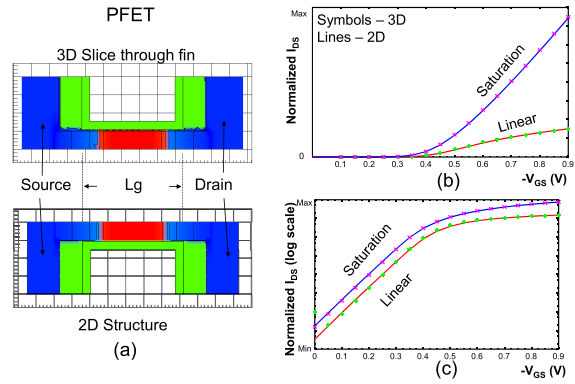 PFET
3D Slice through fin
Source
Lg
Drain
2D Structure
(a)
Normalized I_DS
Max
Symbols – 3D
Lines – 2D
Saturation
Linear
0
0 0.1 0.2 0.3 0.4 0.5 0.6 0.7 0.8 0.9
(b)
-V_GS (V)
Normalized I_DS (log scale)
Max
Saturation
Linear
Min
0 0.1 0.2 0.3 0.4 0.5 0.6 0.7 0.8 0.9
(c)
-V_GS (V)